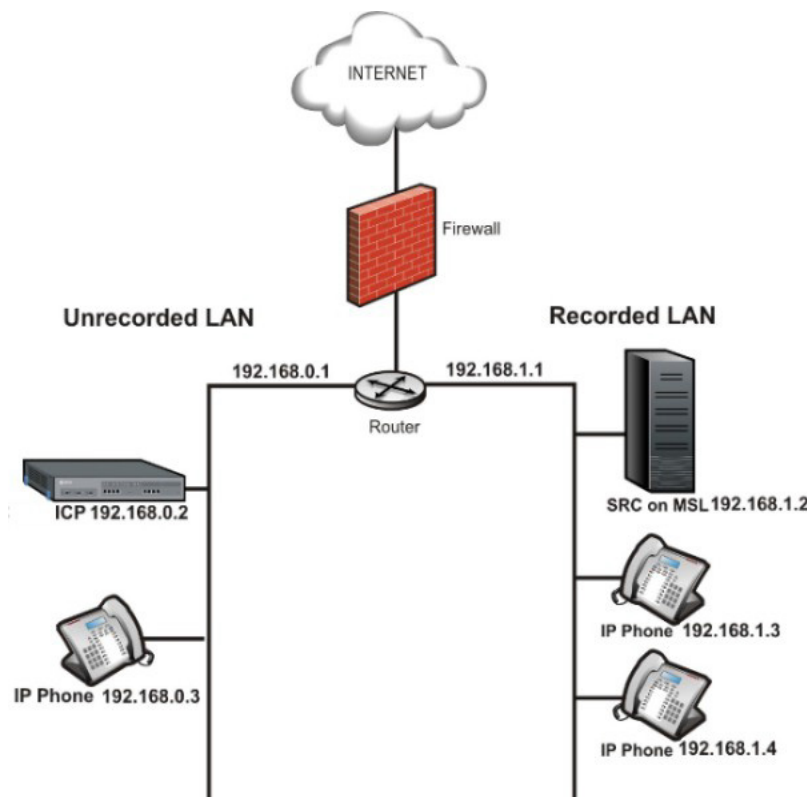 INTERNET
Firewall
Unrecorded LAN
Recorded LAN
192.168.0.1
192.168.1.1
Router
ICP 192.168.0.2
SRC on MSL 192.168.1.2
IP Phone 192.168.1.3
IP Phone 192.168.0.3
IP Phone 192.168.1.4